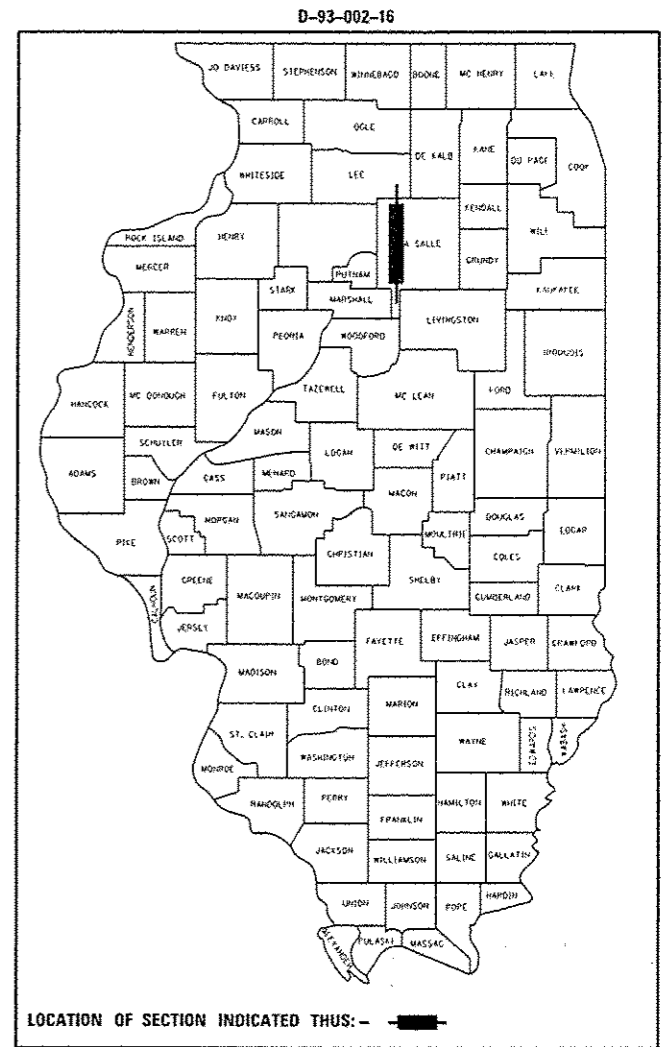 D-93-002-16
JO DAVIESS STEPHENSON WINNEBAGO BOONE MC HENRY LAKE
CARROLL OGLE
DE KALB KANE DU PAGE COOK
WHITESIDE LEE
KENDALL WILL
ROCK ISLAND HENRY A SALLE
MERCER PUTNAM GRUNDY
STARK MARSHALL KANKAKEE
HENDERSON WARREN KNOX PEORIA WOODFORD LIVINGSTON
IROQUOIS
HANCOCK MC DONOUGH FULTON TAZEWELL MC LEAN FORD
SCHUYLER MASON
ADAMS BROWN CASS MENARD LOGAN DE WITT PIATT CHAMPAIGN VERMILION
MACON
PIKE SCOTT MORGAN SANGAMON CHRISTIAN MOULTRIE DOUGLAS EDGAR
COLES
CALHOUN GREENE MACOUPIN MONTGOMERY SHELBY CUMBERLAND CLARK
JERSEY
FAYETTE EFFINGHAM JASPER CRAWFORD
MADISON BOND
CLAY RICHLAND LAWRENCE
CLINTON MARION
ST. CLAIR WAYNE EDWARDS WABASH
WASHINGTON JEFFERSON
MONROE
RANDOLPH PERRY HAMILTON WHITE
FRANKLIN
JACKSON WILLIAMSON SALINE GALLATIN
UNION JOHNSON POPE HARDIN
ALEXANDER PULASKI MASSAC
LOCATION OF SECTION INDICATED THUS: -